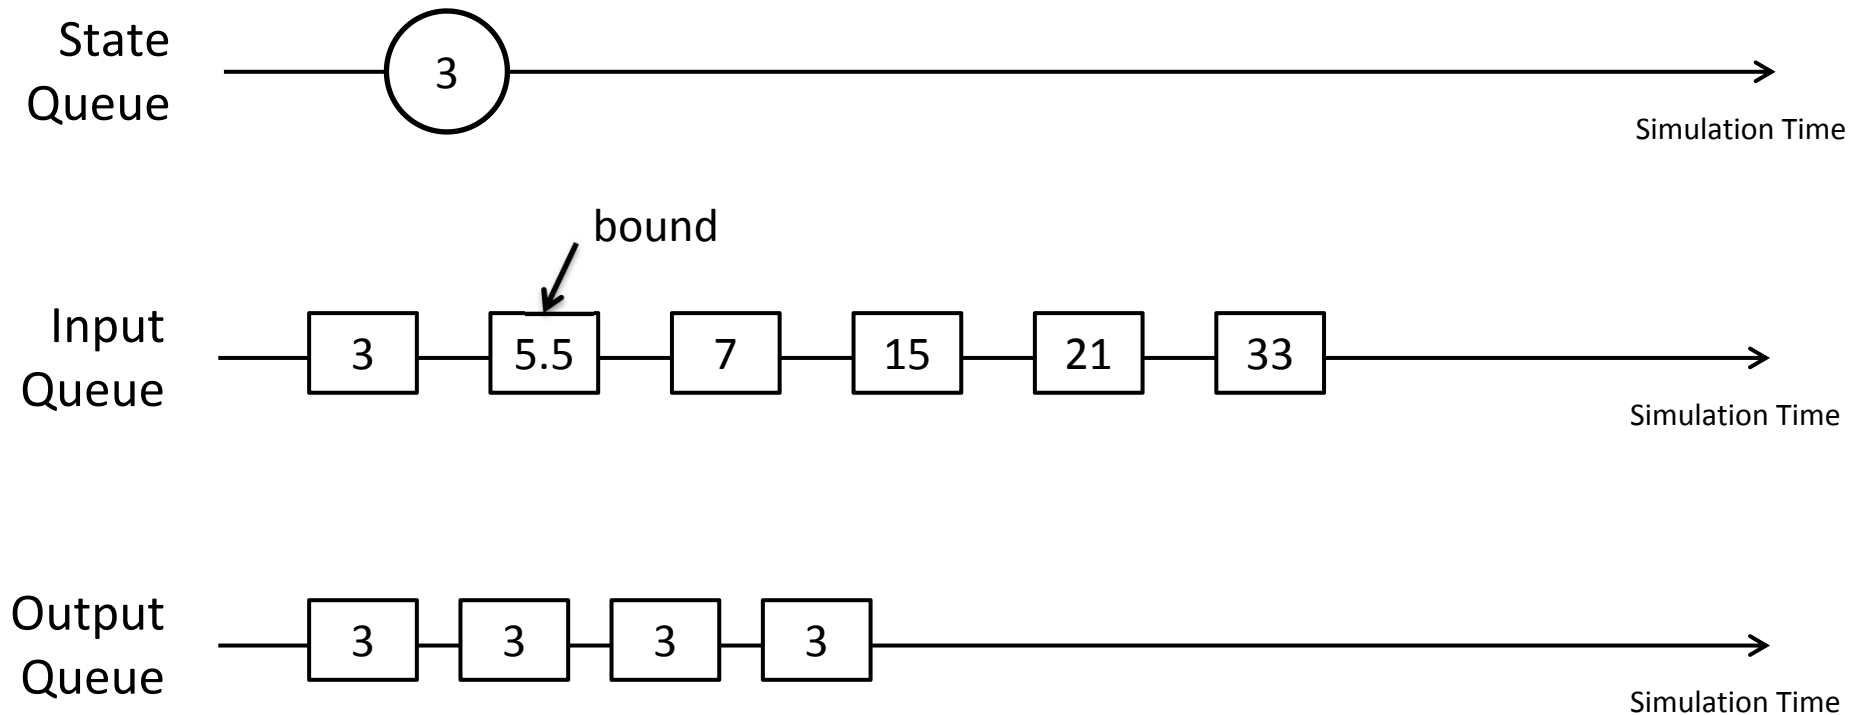 State
Queue
3
Simulation Time
bound
Input
Queue
3 5.5 7 15 21 33
Simulation Time
Output
Queue
3 3 3 3
Simulation Time